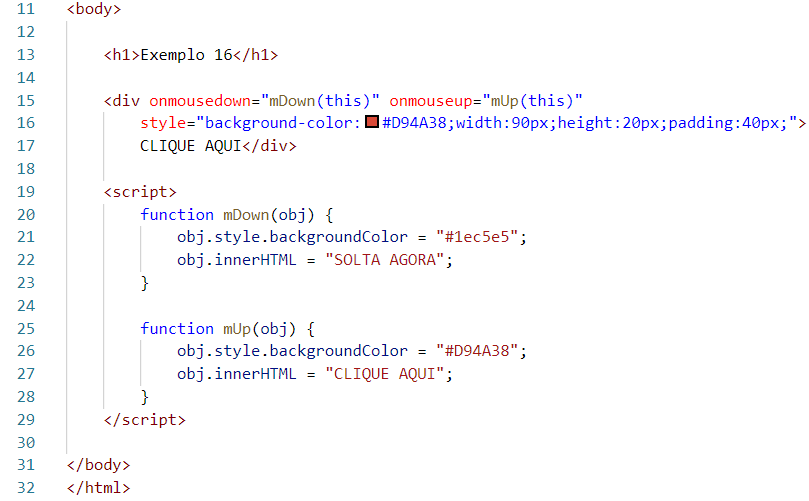 11 <body>
12
13 <h1>Exemplo 16</h1>
14
15 <div onmousedown="mDown(this)" onmouseup="mUp(this)"
16 style="background-color:#D94A38;width:90px;height:20px;padding:40px;">
17 CLIQUE AQUI</div>
18
19 <script>
20 function mDown(obj) {
21 obj.style.backgroundColor = "#1ec5e5";
22 obj.innerHTML = "SOLTA AGORA";
23 }
24
25 function mUp(obj) {
26 obj.style.backgroundColor = "#D94A38";
27 obj.innerHTML = "CLIQUE AQUI";
28 }
29 </script>
30
31 </body>
32 </html>